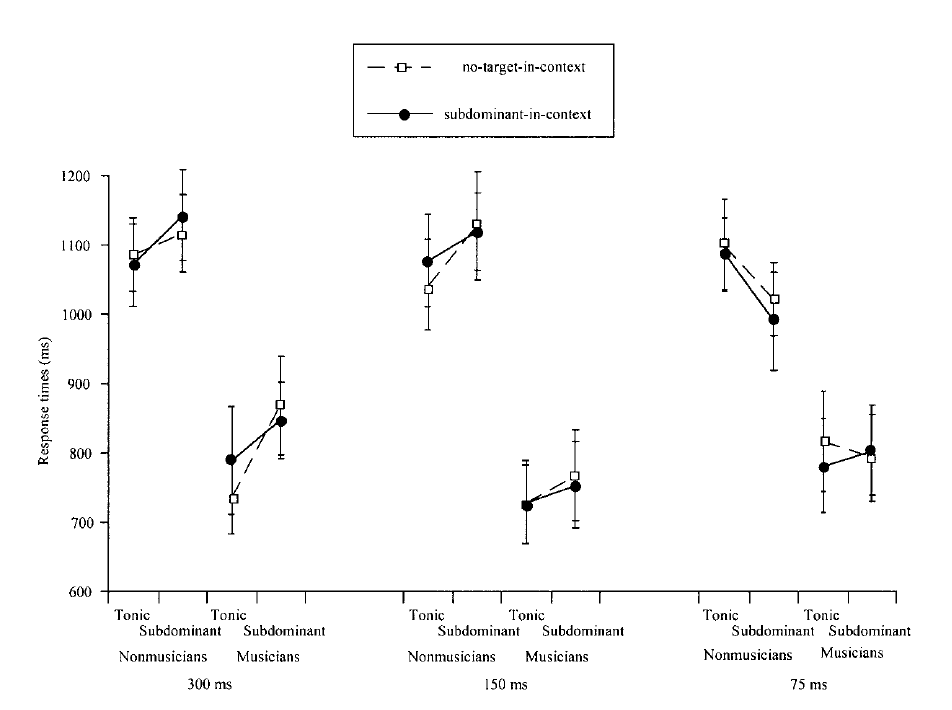 no-target-in-context
subdominant-in-context
1200
1100
1000
900
800
700
600
Response times (ms)
Tonic Tonic Tonic Tonic Tonic Tonic
Subdominant Subdominant Subdominant Subdominant Subdominant Subdominant
Nonmusicians Musicians Nonmusicians Musicians Nonmusicians Musicians
300 ms 150 ms 75 ms